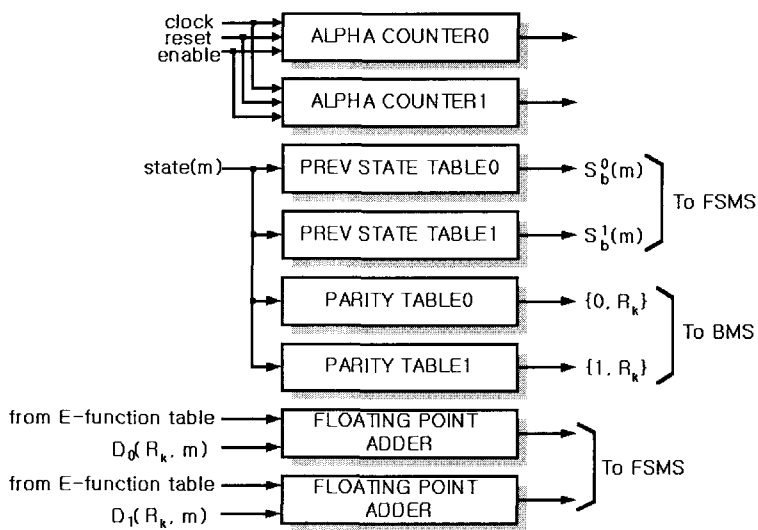 clock
reset
enable
ALPHA COUNTER0
ALPHA COUNTER1
state(m)
PREV STATE TABLE0
S_b^0(m)
PREV STATE TABLE1
S_b^1(m)
To FSMS
PARITY TABLE0
{0, R_k}
PARITY TABLE1
{1, R_k}
To BMS
from E-function table
D_0(R_k, m)
FLOATING POINT
ADDER
from E-function table
D_1(R_k, m)
FLOATING POINT
ADDER
To FSMS